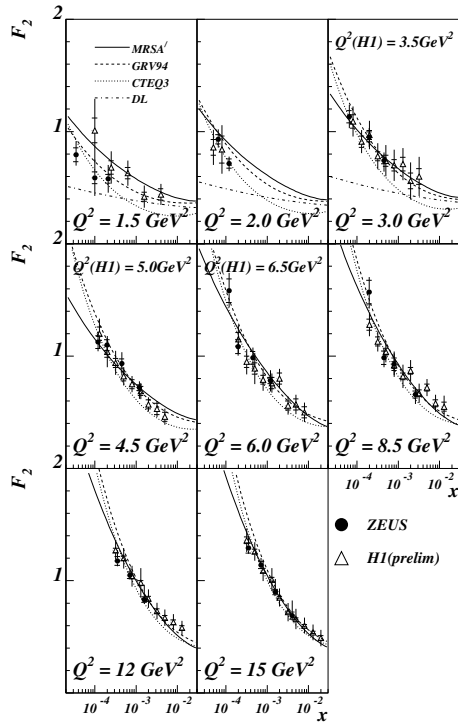 F₂
2
1
MRSA′
GRV94
CTEQ3
DL
Q² = 1.5 GeV²
Q² = 2.0 GeV²
Q²(H1) = 3.5GeV²
Q² = 3.0 GeV²
F₂
2
1
Q²(H1) = 5.0GeV²
Q² = 4.5 GeV²
Q²(H1) = 6.5GeV²
Q² = 6.0 GeV²
Q² = 8.5 GeV²
10⁻⁴ 10⁻³ 10⁻² x
F₂
2
1
Q² = 12 GeV²
Q² = 15 GeV²
ZEUS
H1(prelim)
10⁻⁴ 10⁻³ 10⁻² 10⁻⁴ 10⁻³ 10⁻² x